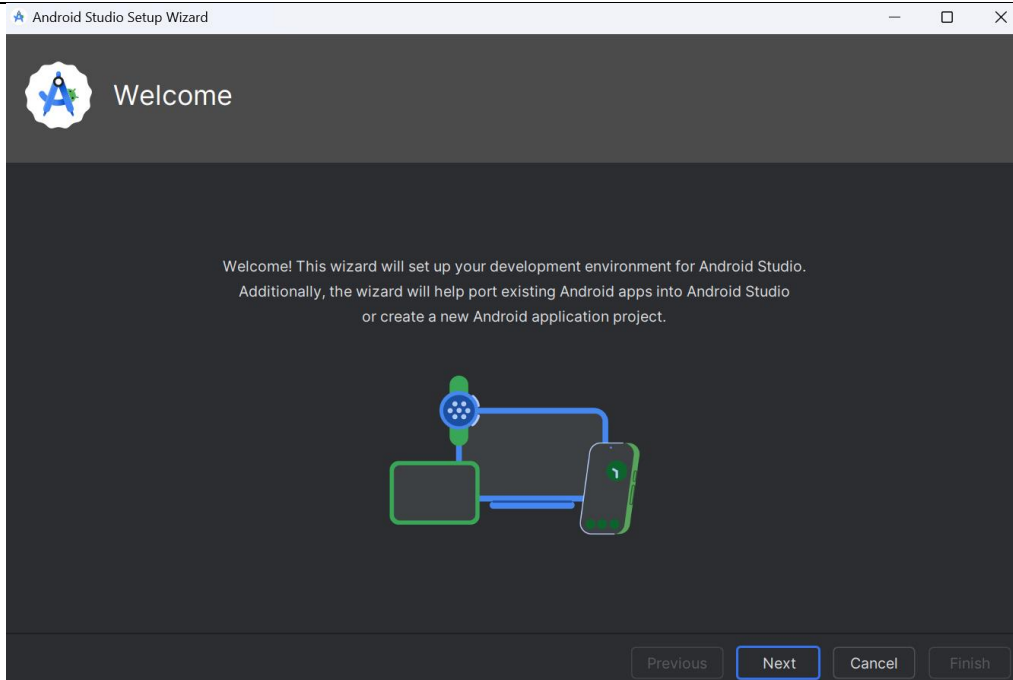 Android Studio Setup Wizard
Welcome
Welcome! This wizard will set up your development environment for Android Studio.
Additionally, the wizard will help port existing Android apps into Android Studio
or create a new Android application project.
Previous
Next
Cancel
Finish